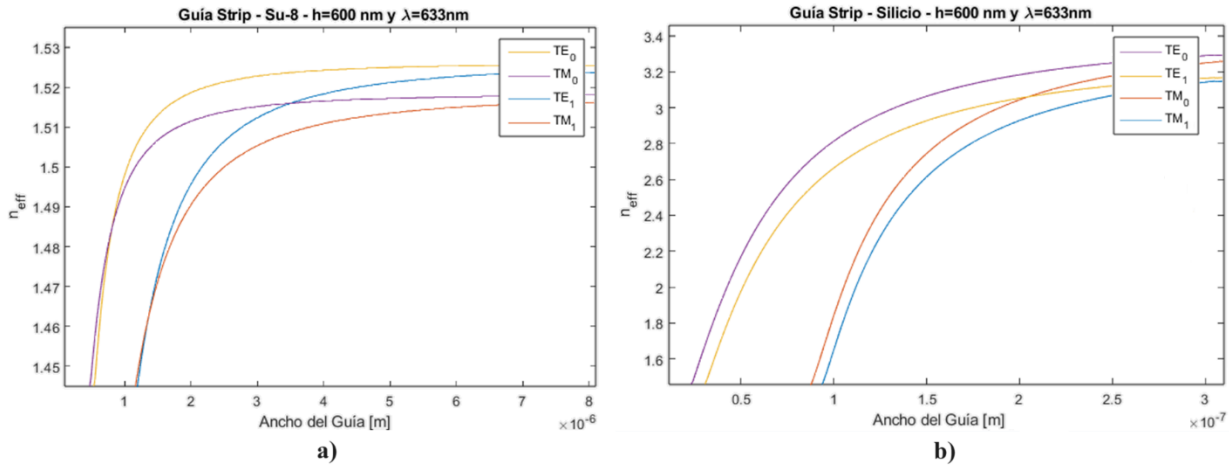 Guía Strip - Su-8 - h=600 nm y λ=633nm
1.53
1.52
1.51
1.5
1.49
1.48
1.47
1.46
1.45
n_eff
TE_0
TM_0
TE_1
TM_1
1 2 3 4 5 6 7 8
Ancho del Guía [m]
×10^-6
a)
Guía Strip - Silicio - h=600 nm y λ=633nm
3.4
3.2
3
2.8
2.6
2.4
2.2
2
1.8
1.6
n_eff
TE_0
TE_1
TM_0
TM_1
0.5 1 1.5 2 2.5 3
Ancho del Guía [m]
×10^-7
b)